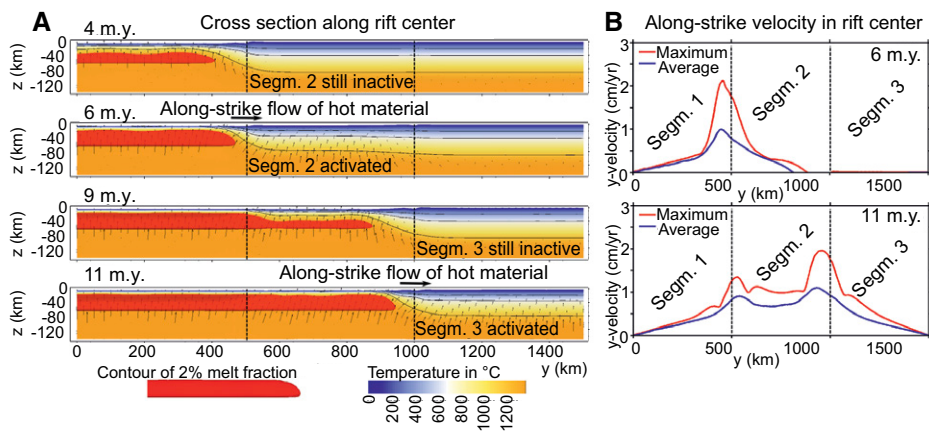 A
Cross section along rift center
4 m.y.
z (km)
0
-40
-80
-120
Segm. 2 still inactive
6 m.y.
Along-strike flow of hot material
z (km)
0
-40
-80
-120
Segm. 2 activated
9 m.y.
z (km)
0
-40
-80
-120
Segm. 3 still inactive
11 m.y.
Along-strike flow of hot material
z (km)
0
-40
-80
-120
Segm. 3 activated
0 200 400 600 800 1000 1200 1400
y (km)
Contour of 2% melt fraction
Temperature in °C
0 200 400 600 800 1000 1200
B
Along-strike velocity in rift center
y-velocity (cm/yr)
3
2
1
0
Maximum
Average
6 m.y.
Segm. 1
Segm. 2
Segm. 3
0 500 1000 1500
y (km)
y-velocity (cm/yr)
3
2
1
0
Maximum
Average
11 m.y.
Segm. 1
Segm. 2
Segm. 3
0 500 1000 1500
y (km)